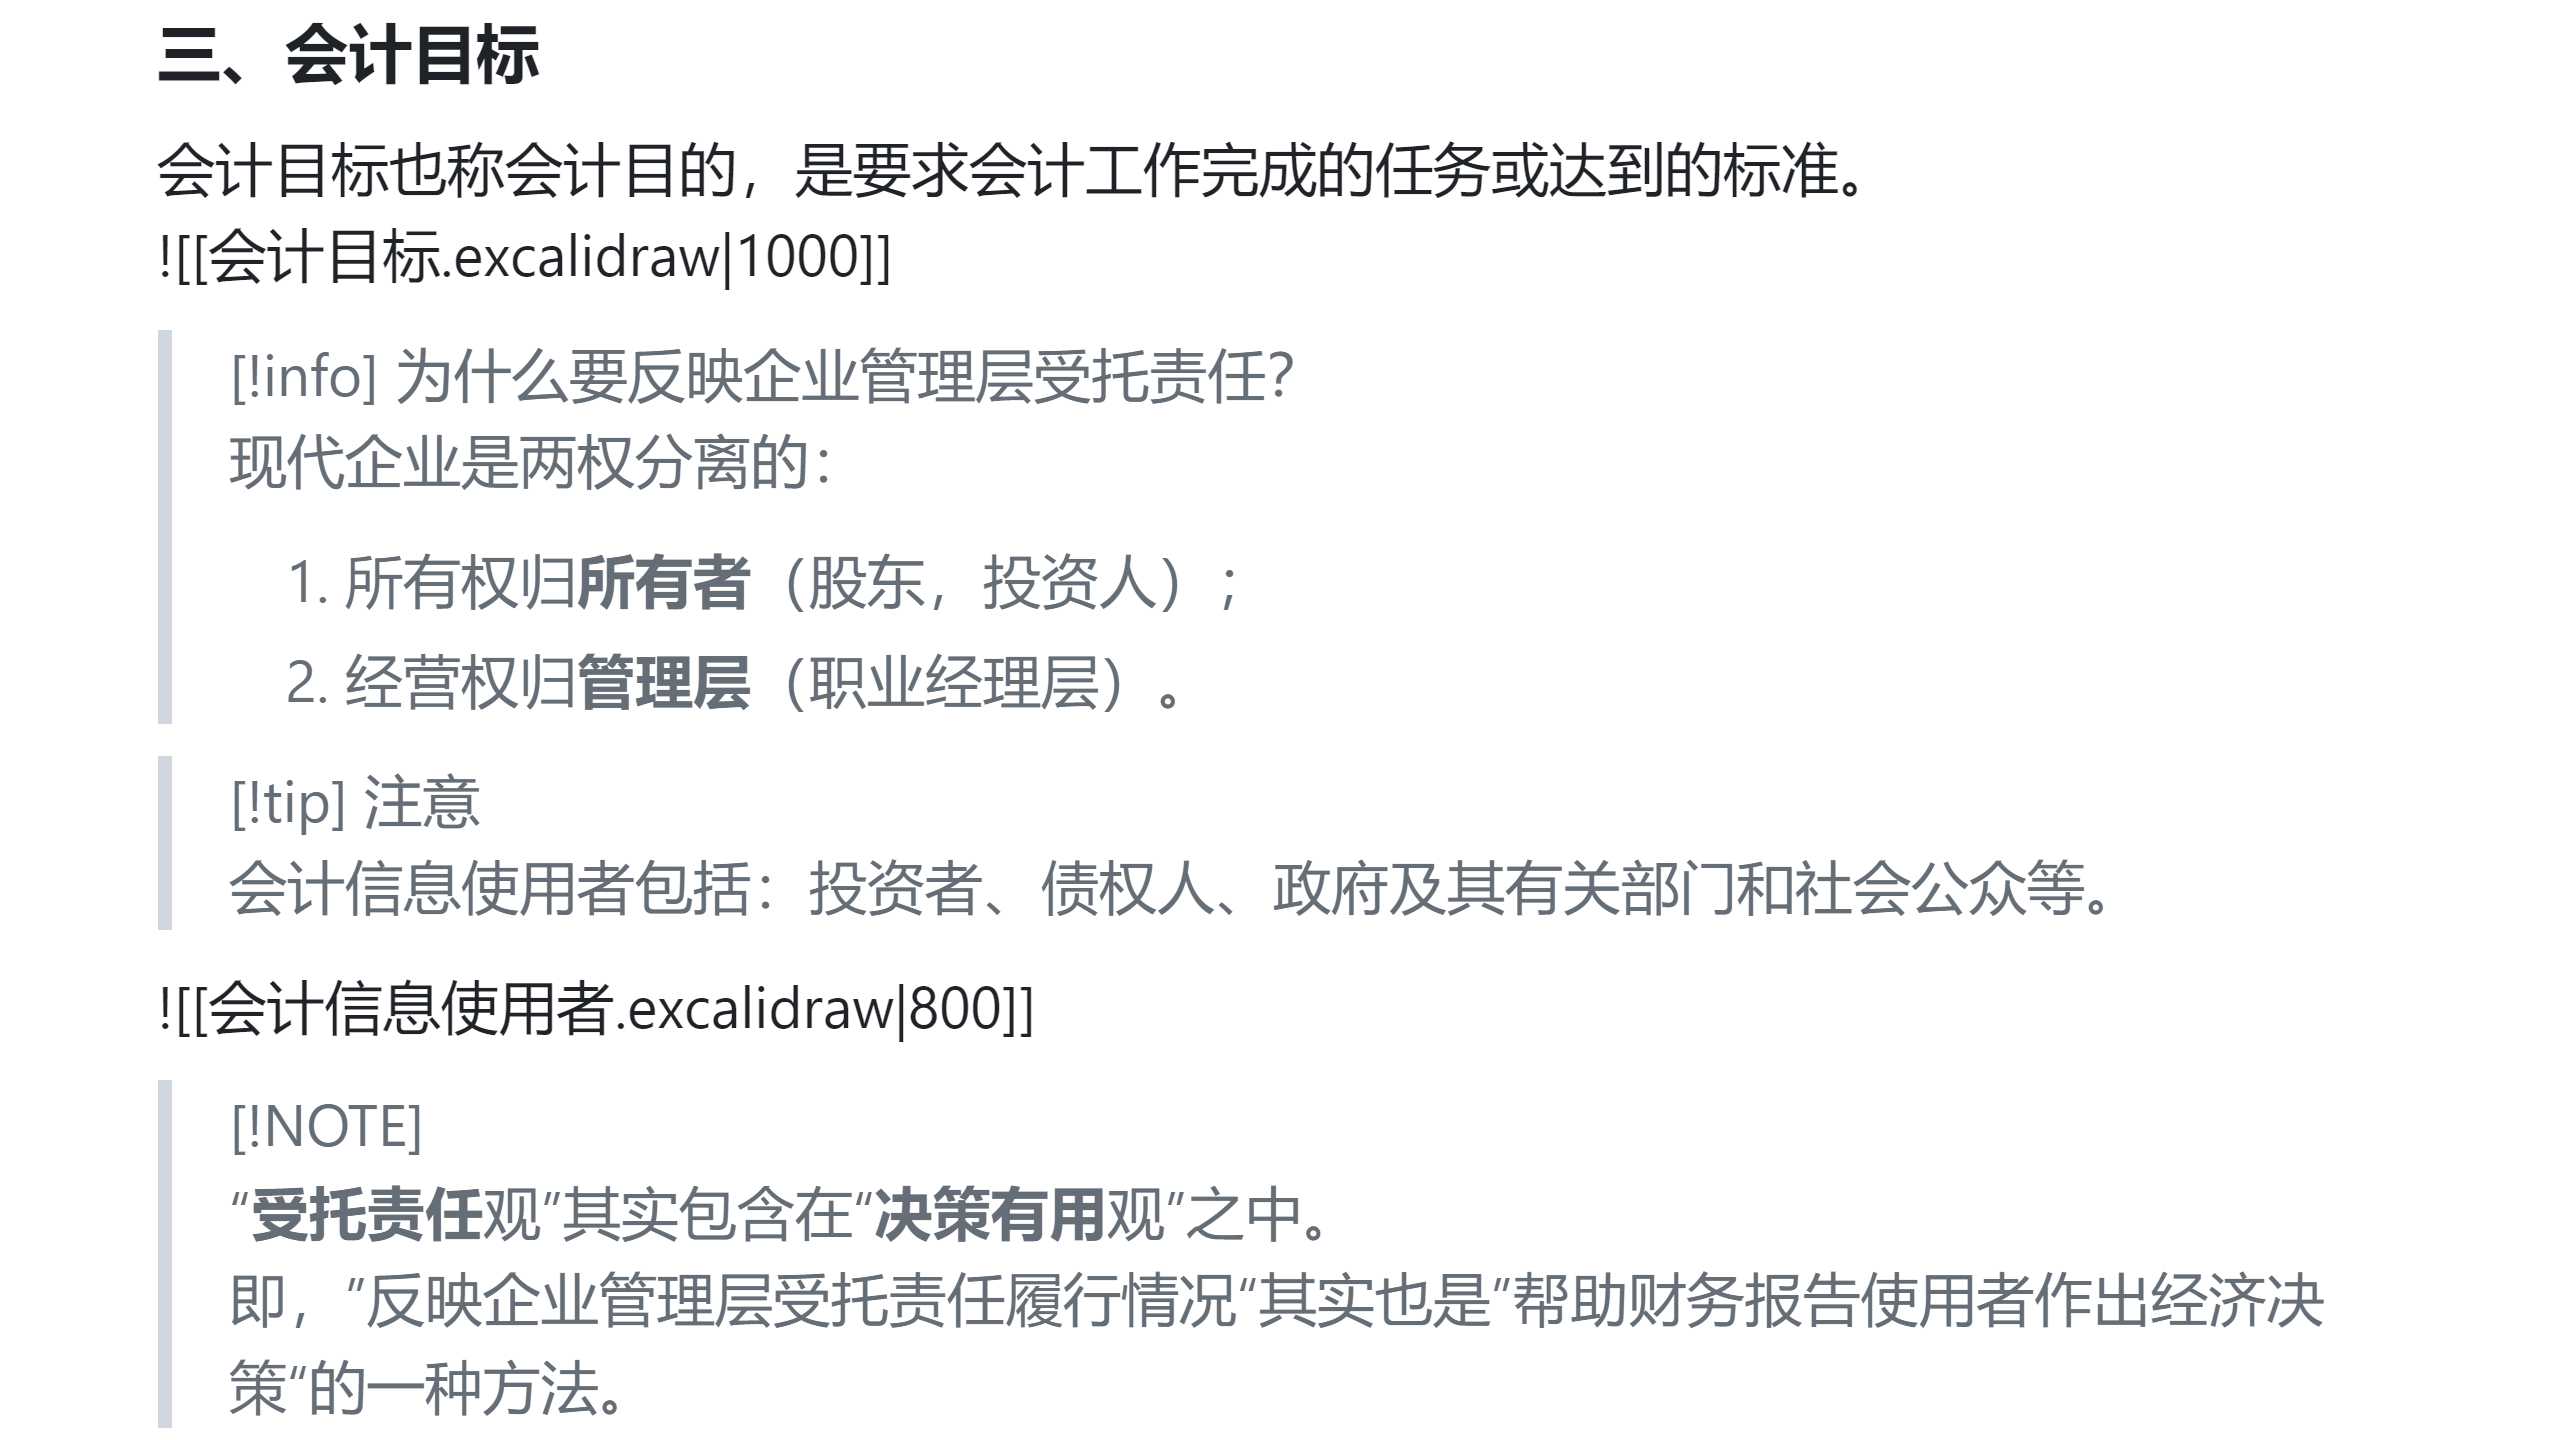 三、会计目标
会计目标也称会计目的，是要求会计工作完成的任务或达到的标准。
![[会计目标.excalidraw|1000]]
[!info] 为什么要反映企业管理层受托责任？
现代企业是两权分离的：
1. 所有权归所有者（股东，投资人）；
2. 经营权归管理层（职业经理层）。
[!tip] 注意
会计信息使用者包括：投资者、债权人、政府及其有关部门和社会公众等。
![[会计信息使用者.excalidraw|800]]
[!NOTE]
“受托责任观”其实包含在“决策有用观”之中。
即，”反映企业管理层受托责任履行情况“其实也是”帮助财务报告使用者作出经济决
策“的一种方法。